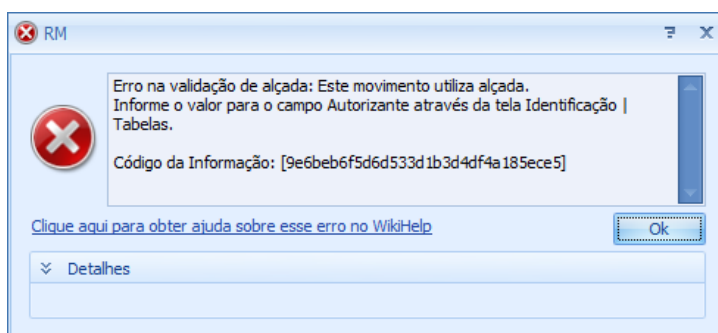 RM
Erro na validação de alçada: Este movimento utiliza alçada.
Informe o valor para o campo Autorizante através da tela Identificação |
Tabelas.
Código da Informação: [9e6beb6f5d6d533d1b3d4df4a185ece5]
Clique aqui para obter ajuda sobre esse erro no WikiHelp
Ok
Detalhes